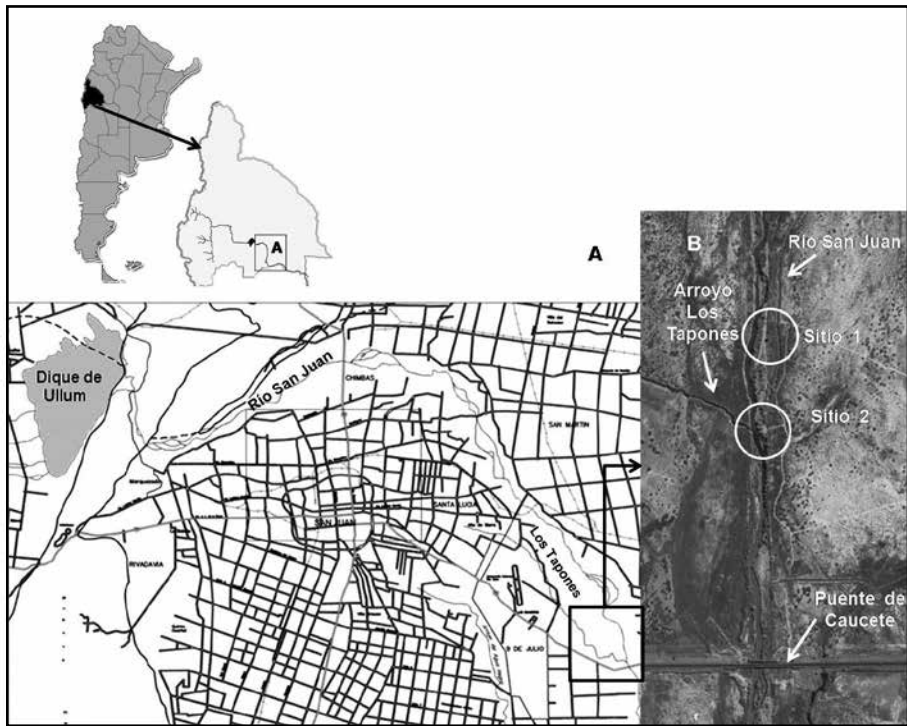 A
A
B
Río San Juan
Arroyo
Los
Tapones
Sitio 1
Sitio 2
Puente de
Caucete
Dique de
Ullum
Río San Juan
CHIMBAS
SAN MARTIN
SANTA LUCIA
SAN JUAN
Los Tapones
RIVADAVIA
9 DE JULIO